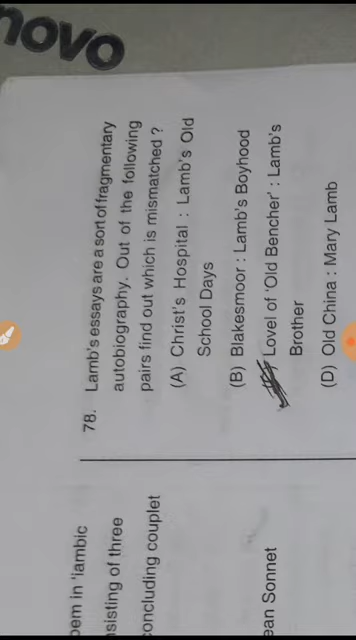 novo
78. Lamb's essays are a sort of fragmentary
autobiography. Out of the following
pairs find out which is mismatched ?
(A) Christ's Hospital : Lamb's Old
School Days
(B) Blakesmoor : Lamb's Boyhood
Lovel of 'Old Bencher' : Lamb's
Brother
(D) Old China : Mary Lamb
oem in 'iambic
nsisting of three
concluding couplet
ean Sonnet